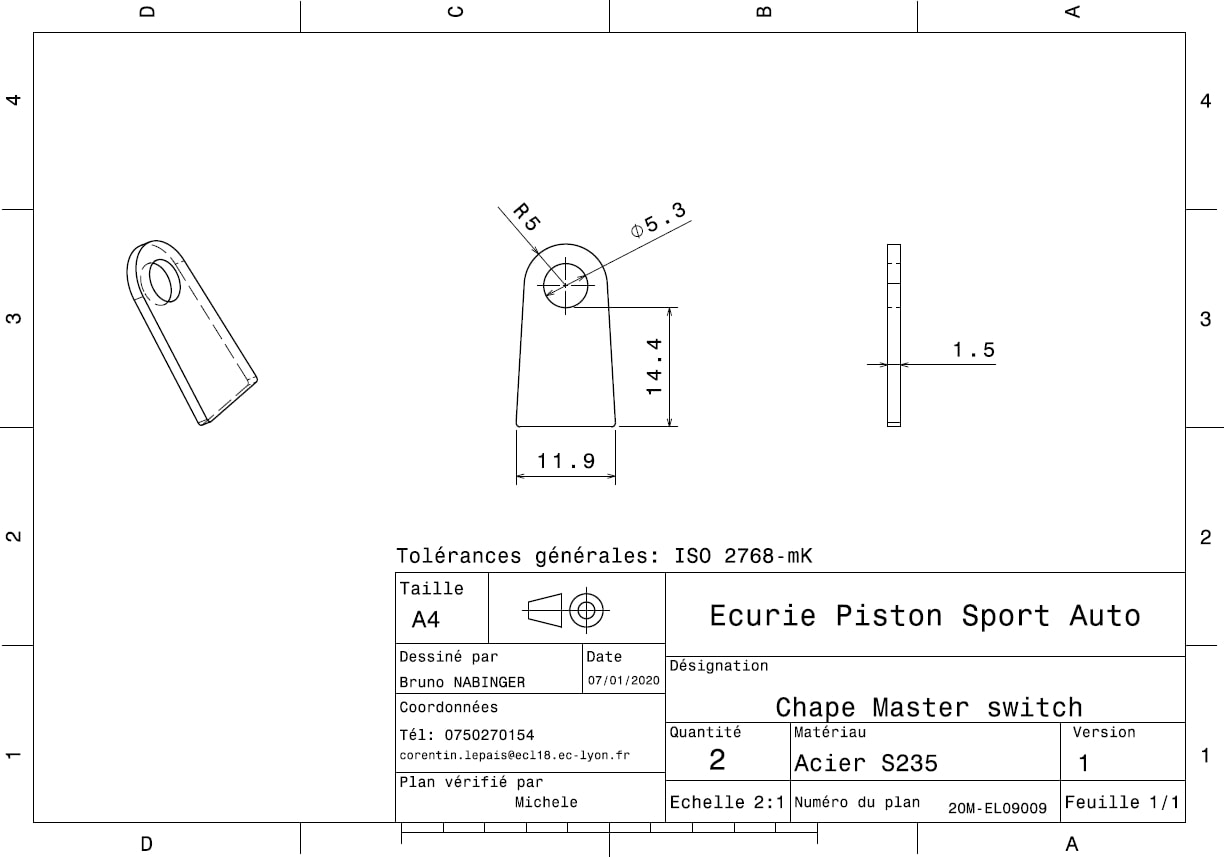 D C B A
4 4
3 3
2 2
1 1
D A
R5
⌀5.3
14.4
11.9
1.5
Tolérances générales: ISO 2768-mK
Taille
A4
Ecurie Piston Sport Auto
Dessiné par
Bruno NABINGER
Date
07/01/2020
Désignation
Chape Master switch
Coordonnées
Tél: 0750270154
corentin.lepais@ecl18.ec-lyon.fr
Quantité
2
Matériau
Acier S235
Version
1
Plan vérifié par
Michele
Echelle 2:1
Numéro du plan 20M-EL09009
Feuille 1/1